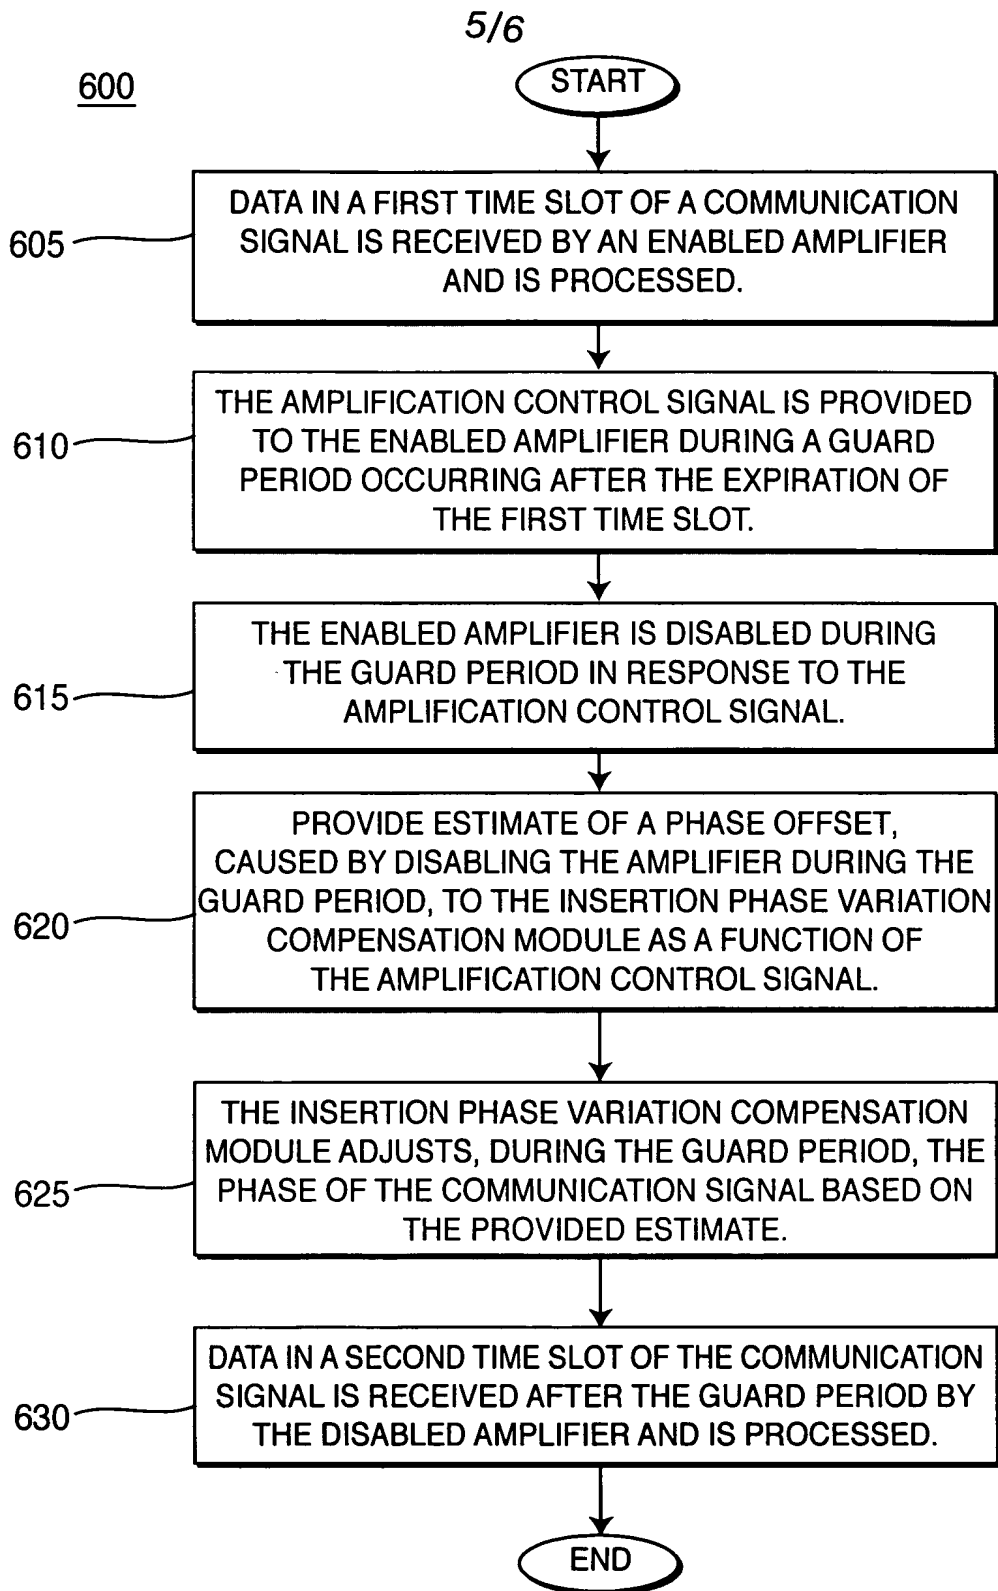 5/6
600
START
605
DATA IN A FIRST TIME SLOT OF A COMMUNICATION
SIGNAL IS RECEIVED BY AN ENABLED AMPLIFIER
AND IS PROCESSED.
610
THE AMPLIFICATION CONTROL SIGNAL IS PROVIDED
TO THE ENABLED AMPLIFIER DURING A GUARD
PERIOD OCCURRING AFTER THE EXPIRATION OF
THE FIRST TIME SLOT.
615
THE ENABLED AMPLIFIER IS DISABLED DURING
THE GUARD PERIOD IN RESPONSE TO THE
AMPLIFICATION CONTROL SIGNAL.
620
PROVIDE ESTIMATE OF A PHASE OFFSET,
CAUSED BY DISABLING THE AMPLIFIER DURING THE
GUARD PERIOD, TO THE INSERTION PHASE VARIATION
COMPENSATION MODULE AS A FUNCTION OF
THE AMPLIFICATION CONTROL SIGNAL.
625
THE INSERTION PHASE VARIATION COMPENSATION
MODULE ADJUSTS, DURING THE GUARD PERIOD, THE
PHASE OF THE COMMUNICATION SIGNAL BASED ON
THE PROVIDED ESTIMATE.
630
DATA IN A SECOND TIME SLOT OF THE COMMUNICATION
SIGNAL IS RECEIVED AFTER THE GUARD PERIOD BY
THE DISABLED AMPLIFIER AND IS PROCESSED.
END